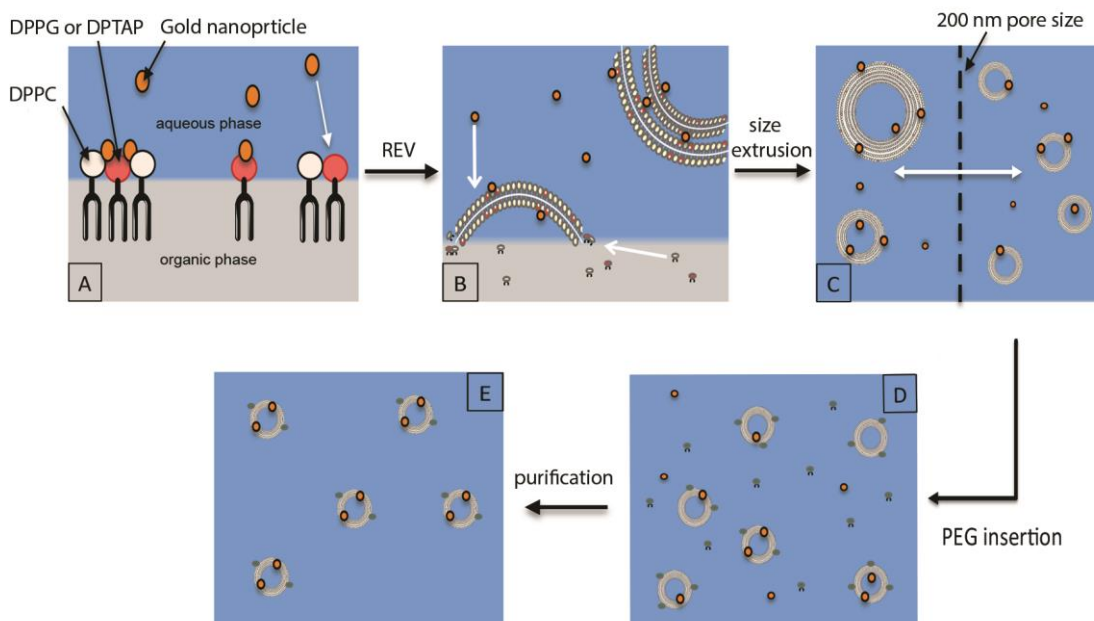 DPPG or DPTAP
Gold nanoprticle
200 nm pore size
DPPC
aqueous phase
organic phase
A
REV
B
size
extrusion
C
E
D
purification
PEG insertion